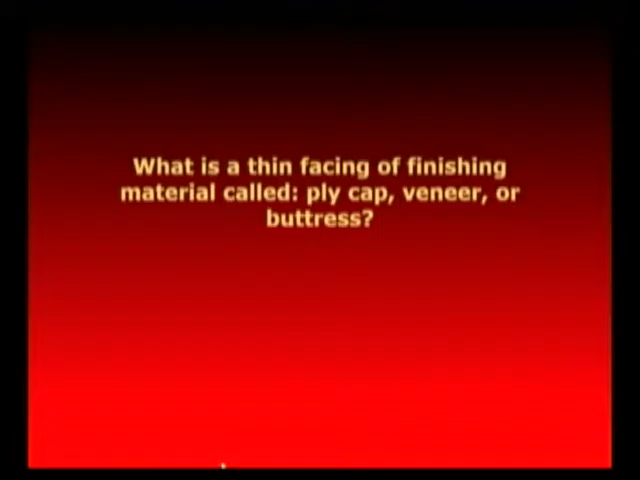 What is a thin facing of finishing
material called: ply cap, veneer, or
buttress?